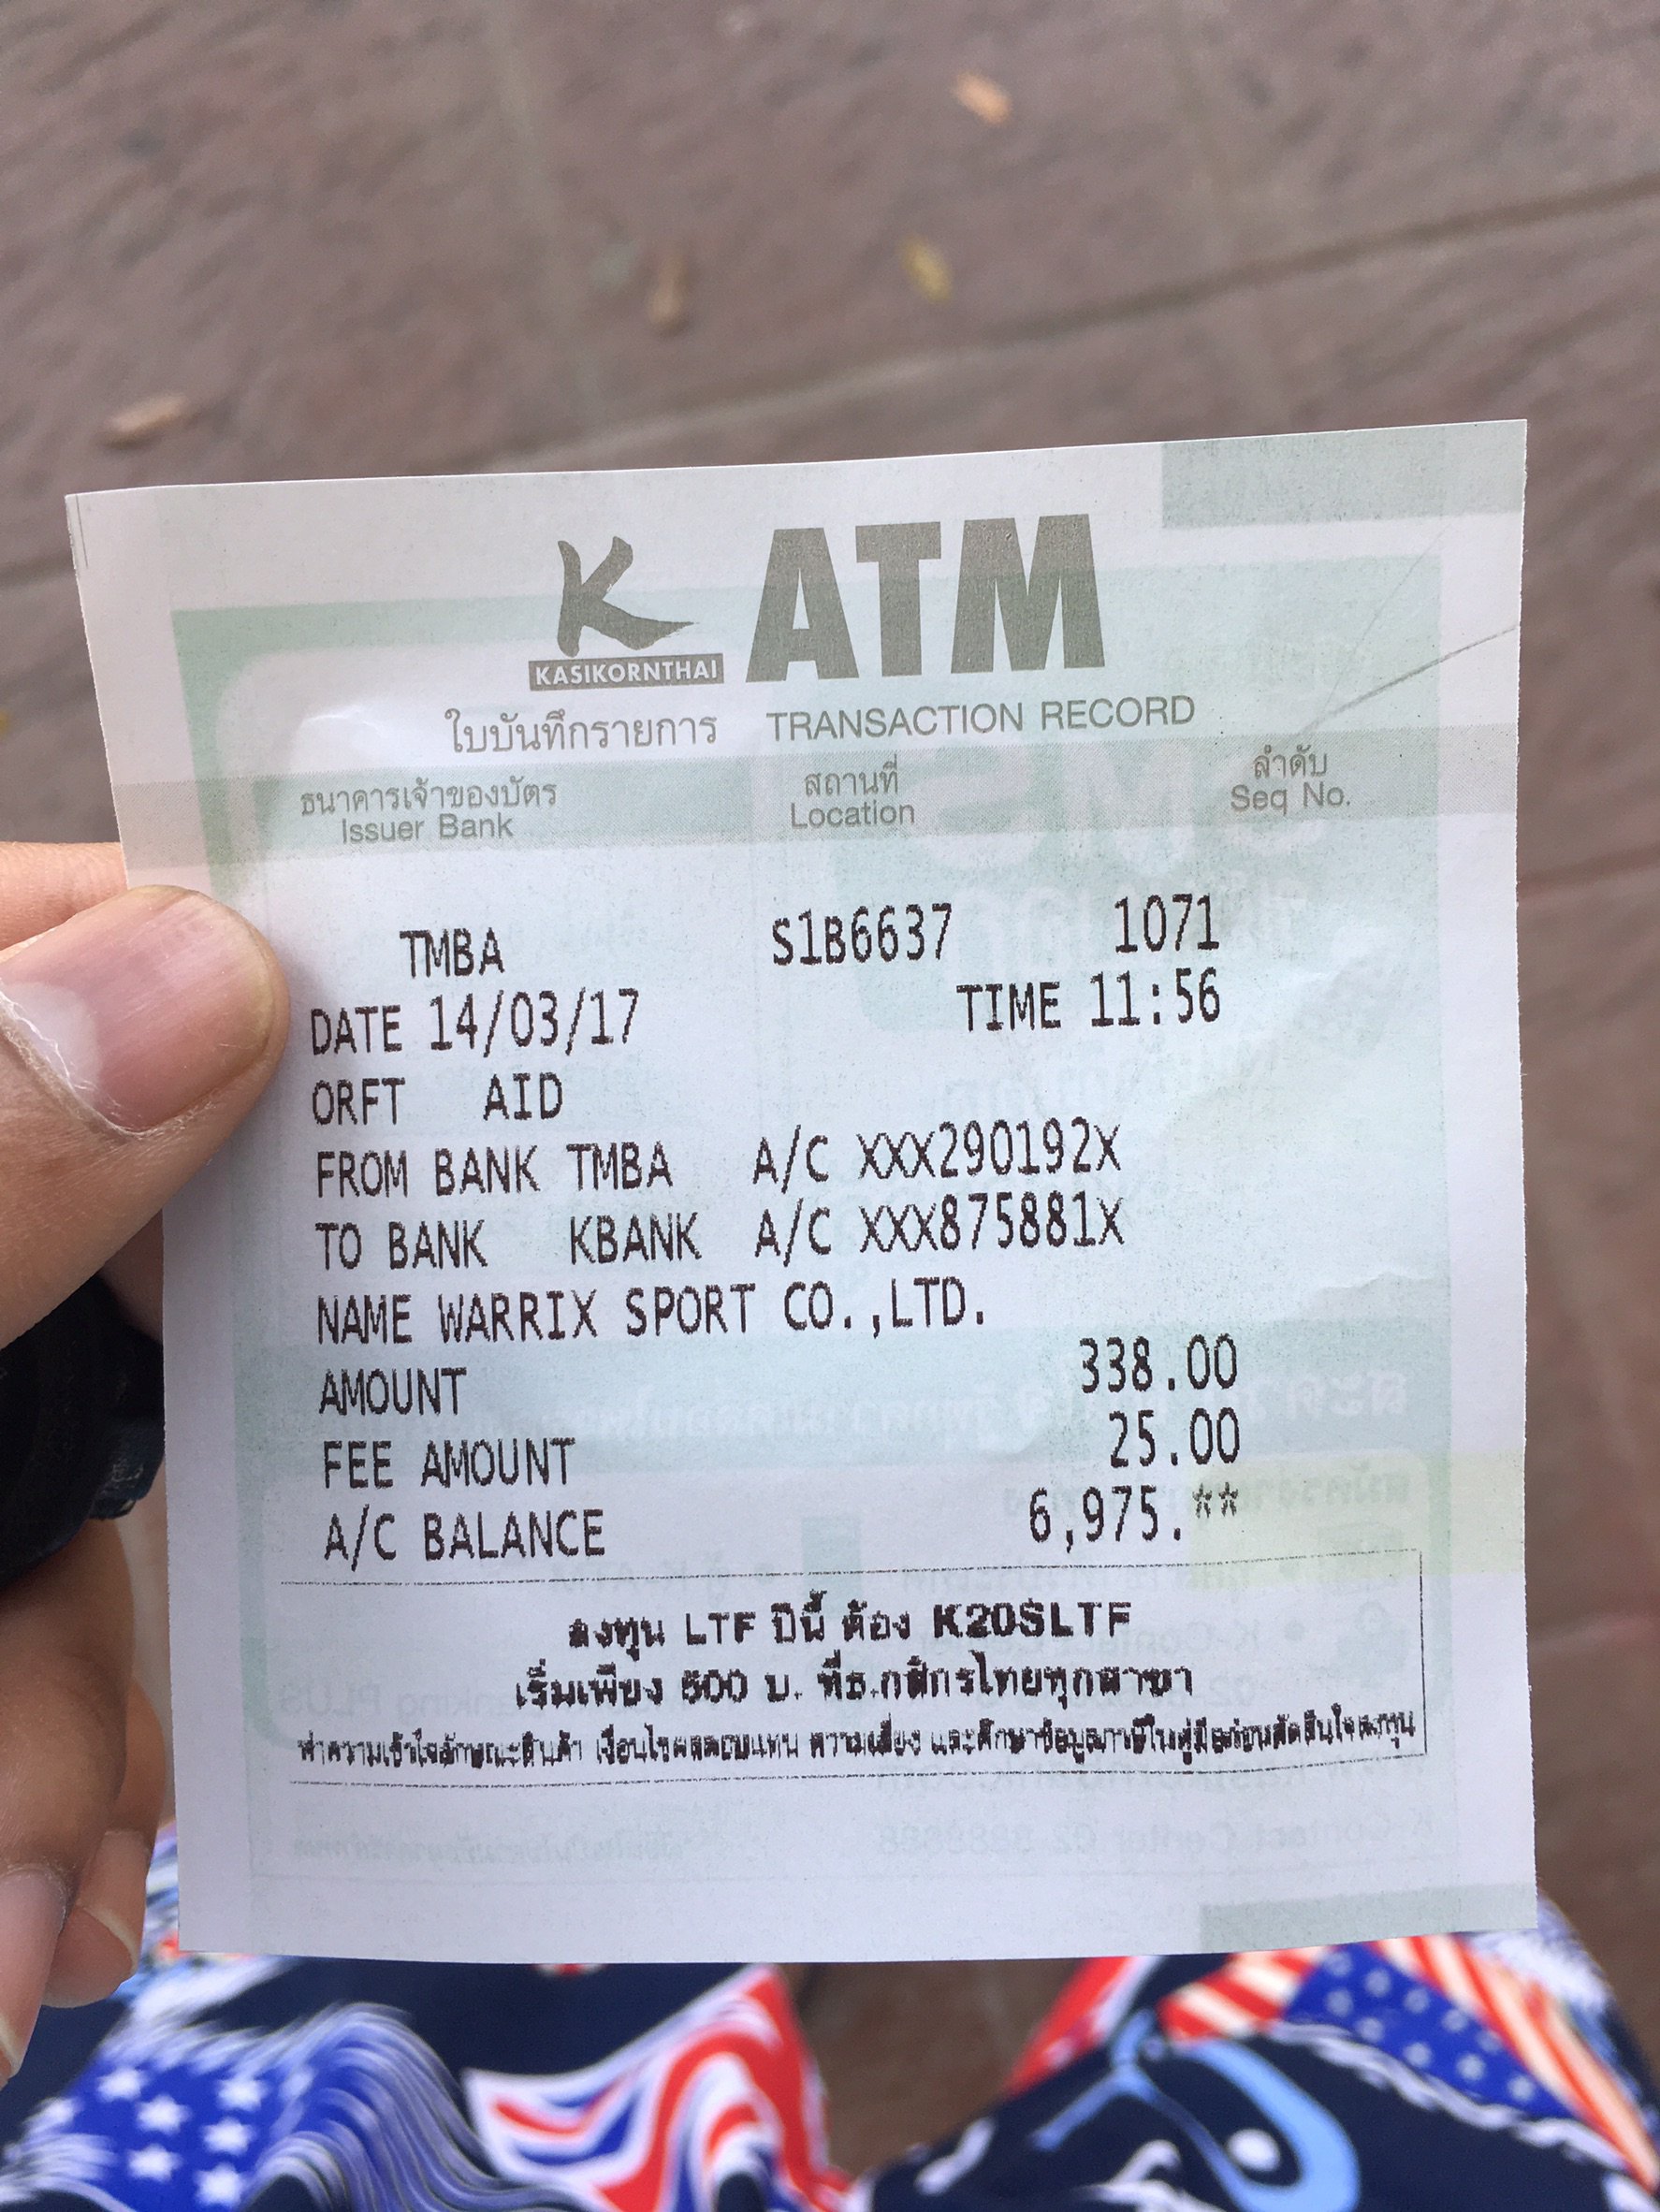 K ATM
KASIKORNTHAI
ใบบันทึกรายการ TRANSACTION RECORD
ธนาคารเจ้าของบัตร สถานที่ ลำดับ
Issuer Bank Location Seq No.
TMBA S1B6637 1071
DATE 14/03/17 TIME 11:56
ORFT AID
FROM BANK TMBA A/C XXX290192X
TO BANK KBANK A/C XXX875881X
NAME WARRIX SPORT CO.,LTD.
AMOUNT 338.00
FEE AMOUNT 25.00
A/C BALANCE 6,975.**
ลงทุน LTF ปีนี้ ต้อง K20SLTF
เริ่มเพียง 500 บ. ที่ธ.กสิกรไทยทุกสาขา
ทำความเข้าใจลักษณะสินค้า เงื่อนไขผลตอบแทน ความเสี่ยง และศึกษาข้อมูลภาษีในคู่มือก่อนตัดสินใจลงทุน